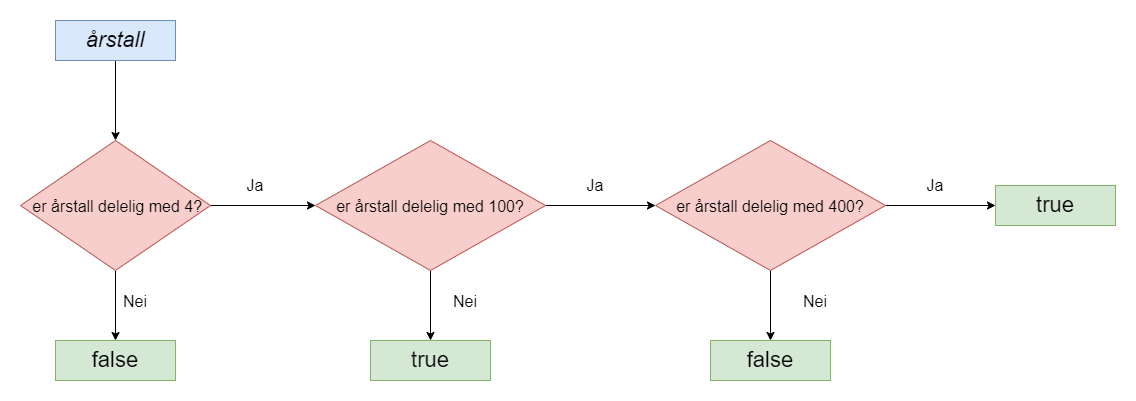 årstall
Ja
Ja
Ja
er årstall delelig med 4?
er årstall delelig med 100?
er årstall delelig med 400?
true
Nei
Nei
Nei
false
true
false